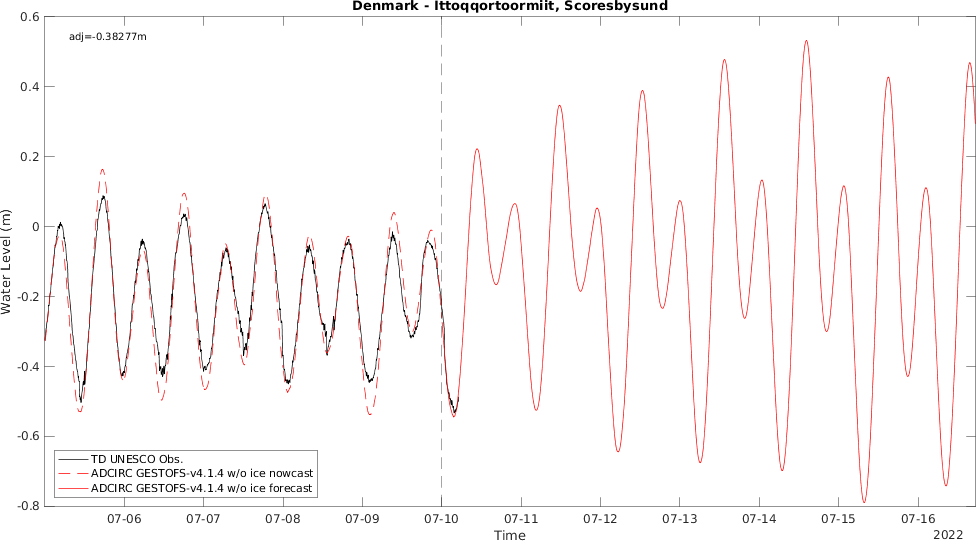 Denmark - Ittoqqortoormiit, Scoresbysund
adj=-0.38277m
0.6
0.4
0.2
0
-0.2
-0.4
-0.6
-0.8
Water Level (m)
TD UNESCO Obs.
ADCIRC GESTOFS-v4.1.4 w/o ice nowcast
ADCIRC GESTOFS-v4.1.4 w/o ice forecast
07-06 07-07 07-08 07-09 07-10 07-11 07-12 07-13 07-14 07-15 07-16
Time
2022